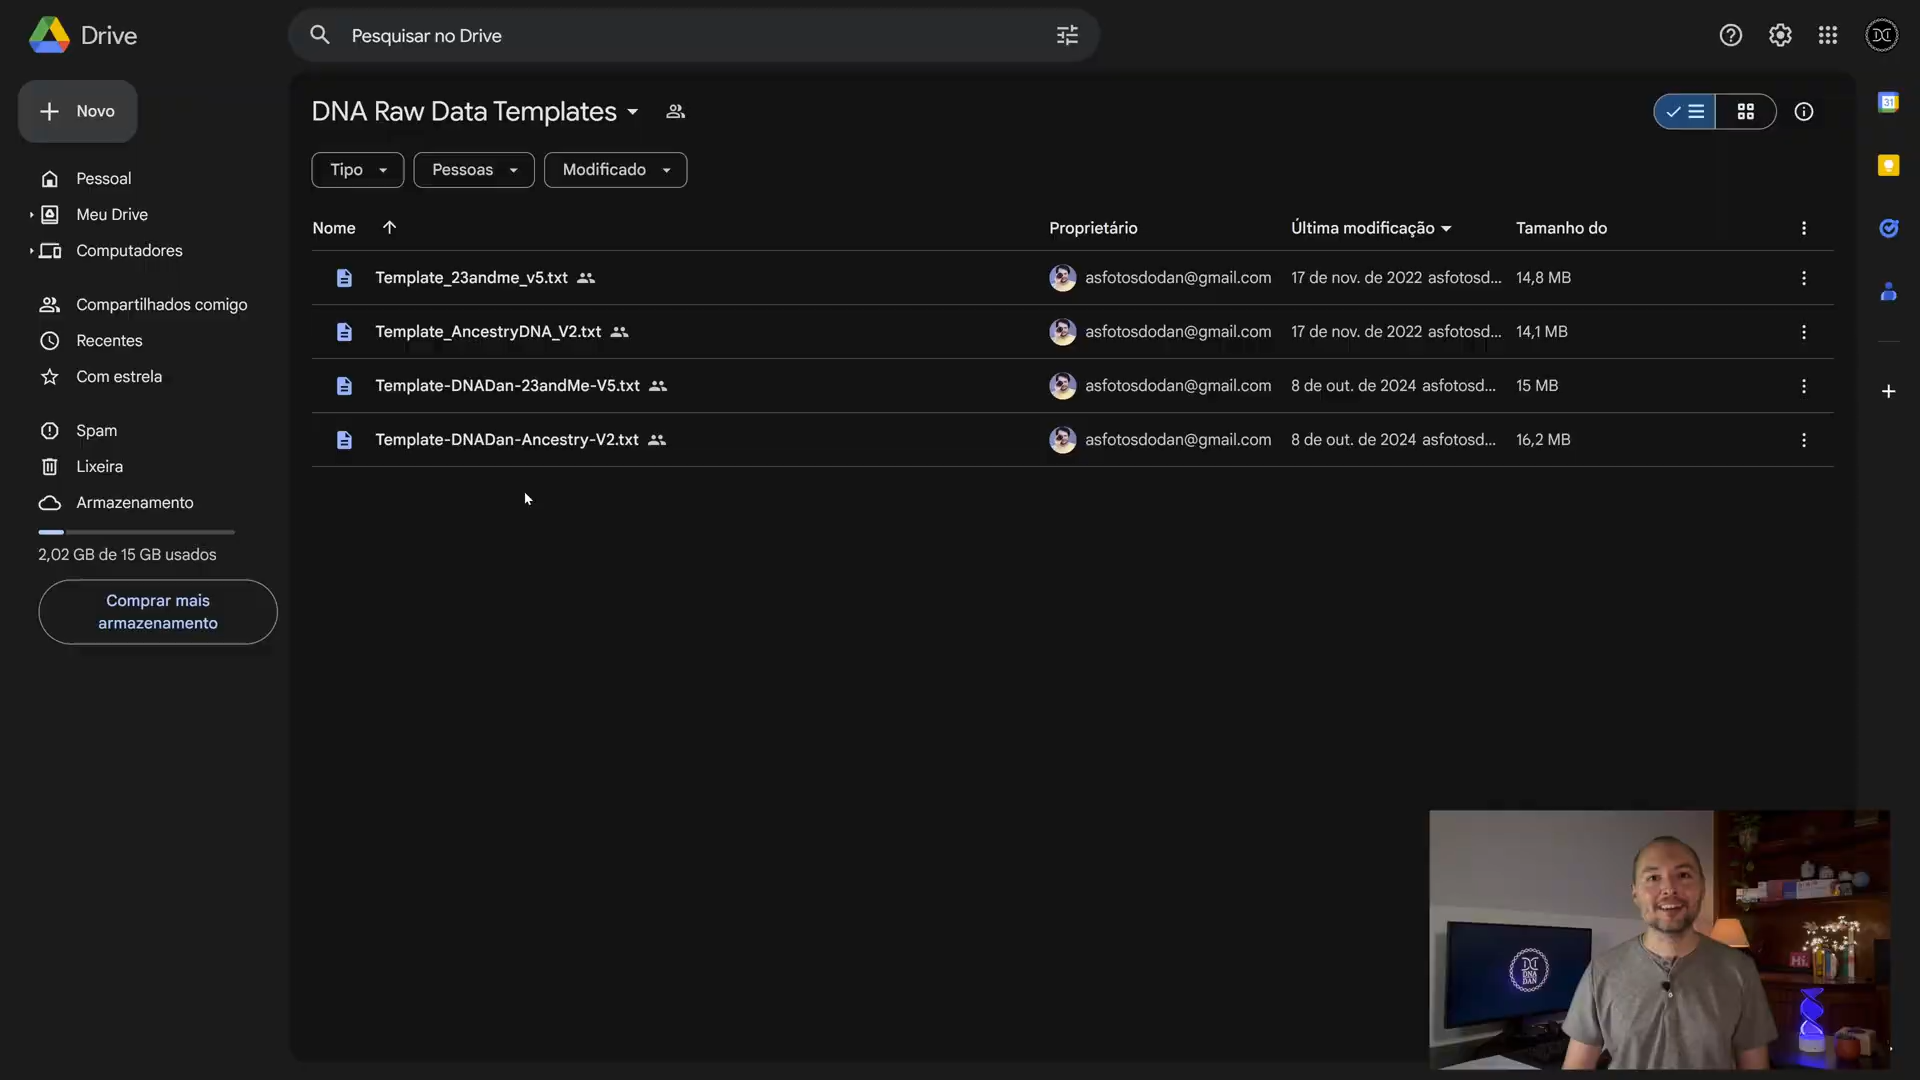 Drive
Pesquisar no Drive
Novo
DNA Raw Data Templates
Tipo
Pessoas
Modificado
Pessoal
Meu Drive
Computadores
Compartilhados comigo
Recentes
Com estrela
Spam
Lixeira
Armazenamento
2,02 GB de 15 GB usados
Comprar mais
armazenamento
Nome Proprietário Última modificação Tamanho do
Template_23andme_v5.txt asfotosdodan@gmail.com 17 de nov. de 2022 asfotosd... 14,8 MB
Template_AncestryDNA_V2.txt asfotosdodan@gmail.com 17 de nov. de 2022 asfotosd... 14,1 MB
Template-DNADan-23andMe-V5.txt asfotosdodan@gmail.com 8 de out. de 2024 asfotosd... 15 MB
Template-DNADan-Ancestry-V2.txt asfotosdodan@gmail.com 8 de out. de 2024 asfotosd... 16,2 MB
31
DNA
DAN
Hi